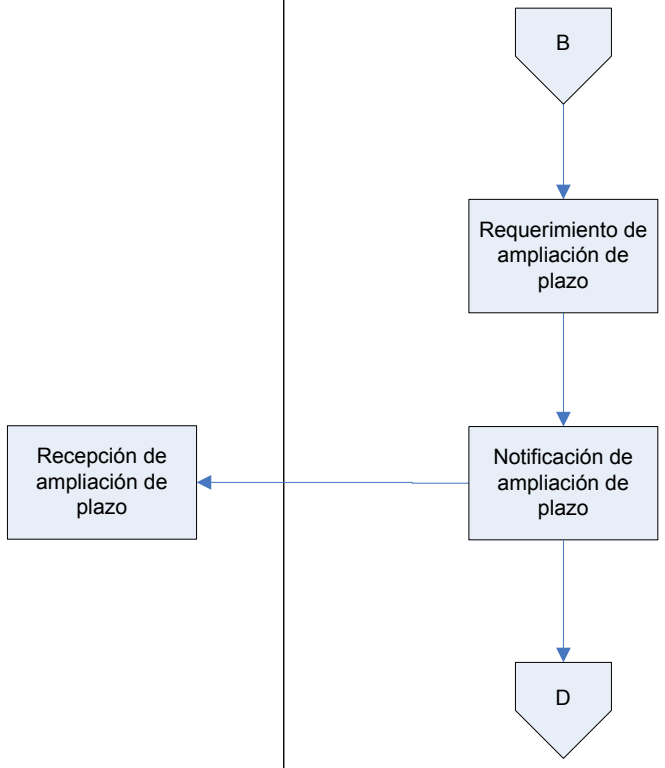 B
Requerimiento de
ampliación de
plazo
Recepción de
ampliación de
plazo
Notificación de
ampliación de
plazo
D